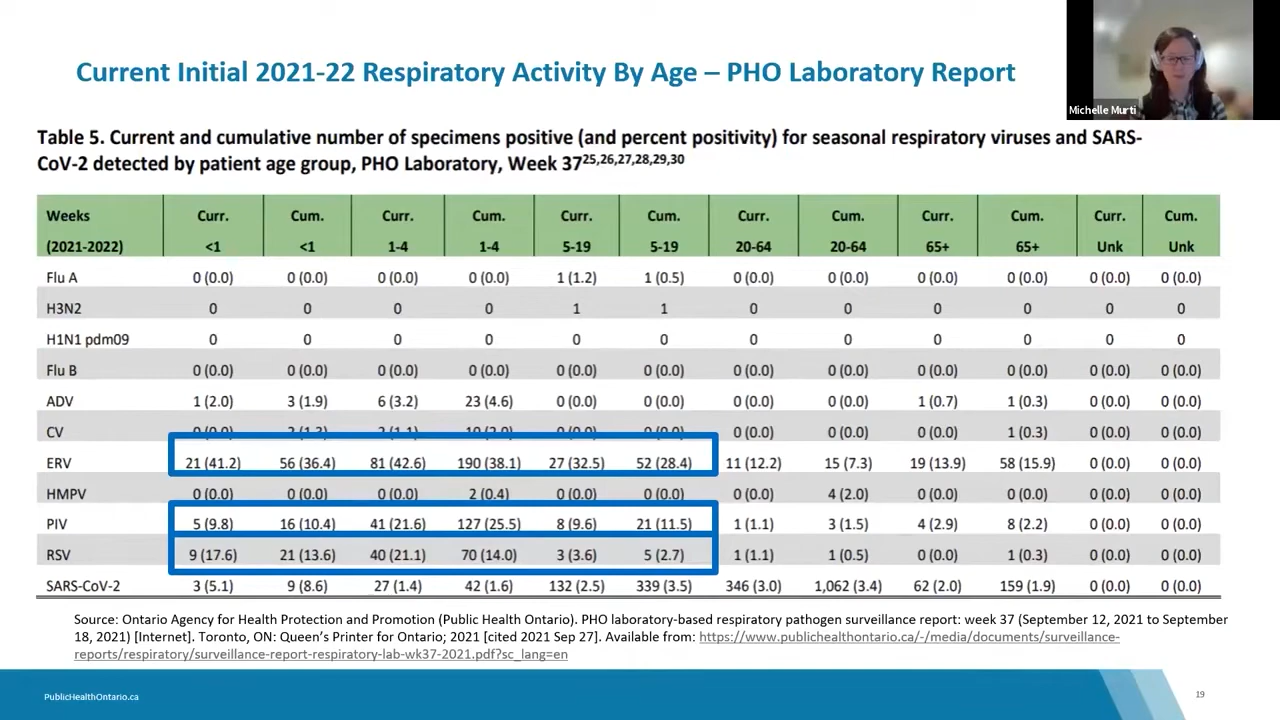 Current Initial 2021-22 Respiratory Activity By Age – PHO Laboratory Report
Michelle Murti
Table 5. Current and cumulative number of specimens positive (and percent positivity) for seasonal respiratory viruses and SARS-
CoV-2 detected by patient age group, PHO Laboratory, Week 37²⁵,²⁶,²⁷,²⁸,²⁹,³⁰
Weeks Curr. Cum. Curr. Cum. Curr. Cum. Curr. Cum. Curr. Cum. Curr. Cum.
(2021-2022) <1 <1 1-4 1-4 5-19 5-19 20-64 20-64 65+ 65+ Unk Unk
Flu A 0 (0.0) 0 (0.0) 0 (0.0) 0 (0.0) 1 (1.2) 1 (0.5) 0 (0.0) 0 (0.0) 0 (0.0) 0 (0.0) 0 (0.0) 0 (0.0)
H3N2 0 0 0 0 1 1 0 0 0 0 0 0
H1N1 pdm09 0 0 0 0 0 0 0 0 0 0 0 0
Flu B 0 (0.0) 0 (0.0) 0 (0.0) 0 (0.0) 0 (0.0) 0 (0.0) 0 (0.0) 0 (0.0) 0 (0.0) 0 (0.0) 0 (0.0) 0 (0.0)
ADV 1 (2.0) 3 (1.9) 6 (3.2) 23 (4.6) 0 (0.0) 0 (0.0) 0 (0.0) 0 (0.0) 1 (0.7) 1 (0.3) 0 (0.0) 0 (0.0)
CV 0 (0.0) 0 (0.0) 0 (0.0) 1 (0.3) 0 (0.0) 0 (0.0)
ERV 21 (41.2) 56 (36.4) 81 (42.6) 190 (38.1) 27 (32.5) 52 (28.4) 11 (12.2) 15 (7.3) 19 (13.9) 58 (15.9) 0 (0.0) 0 (0.0)
HMPV 0 (0.0) 0 (0.0) 0 (0.0) 2 (0.4) 0 (0.0) 0 (0.0) 0 (0.0) 4 (2.0) 0 (0.0) 0 (0.0) 0 (0.0) 0 (0.0)
PIV 5 (9.8) 16 (10.4) 41 (21.6) 127 (25.5) 8 (9.6) 21 (11.5) 1 (1.1) 3 (1.5) 4 (2.9) 8 (2.2) 0 (0.0) 0 (0.0)
RSV 9 (17.6) 21 (13.6) 40 (21.1) 70 (14.0) 3 (3.6) 5 (2.7) 1 (1.1) 1 (0.5) 0 (0.0) 1 (0.3) 0 (0.0) 0 (0.0)
SARS-CoV-2 3 (5.1) 9 (8.6) 27 (1.4) 42 (1.6) 132 (2.5) 339 (3.5) 346 (3.0) 1,062 (3.4) 62 (2.0) 159 (1.9) 0 (0.0) 0 (0.0)
Source: Ontario Agency for Health Protection and Promotion (Public Health Ontario). PHO laboratory-based respiratory pathogen surveillance report: week 37 (September 12, 2021 to September
18, 2021) [Internet]. Toronto, ON: Queen's Printer for Ontario; 2021 [cited 2021 Sep 27]. Available from: https://www.publichealthontario.ca/-/media/documents/surveillance-
reports/respiratory/surveillance-report-respiratory-lab-wk37-2021.pdf?sc_lang=en
PublicHealthOntario.ca
19